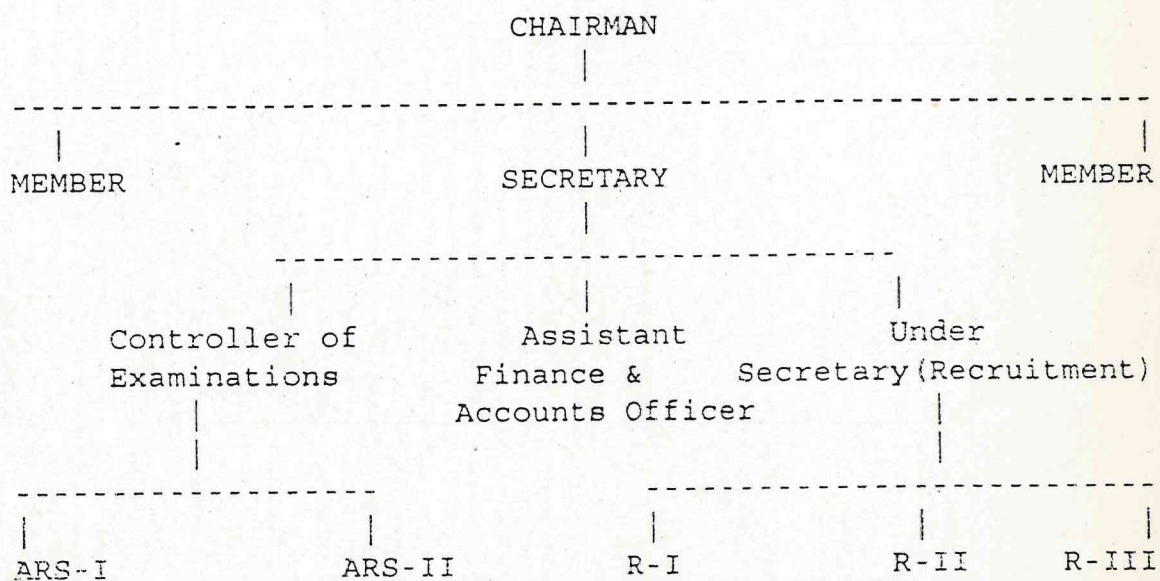 CHAIRMAN
MEMBER SECRETARY MEMBER
Controller of Assistant Under
Examinations Finance & Secretary(Recruitment)
Accounts Officer
ARS-I ARS-II R-I R-II R-III